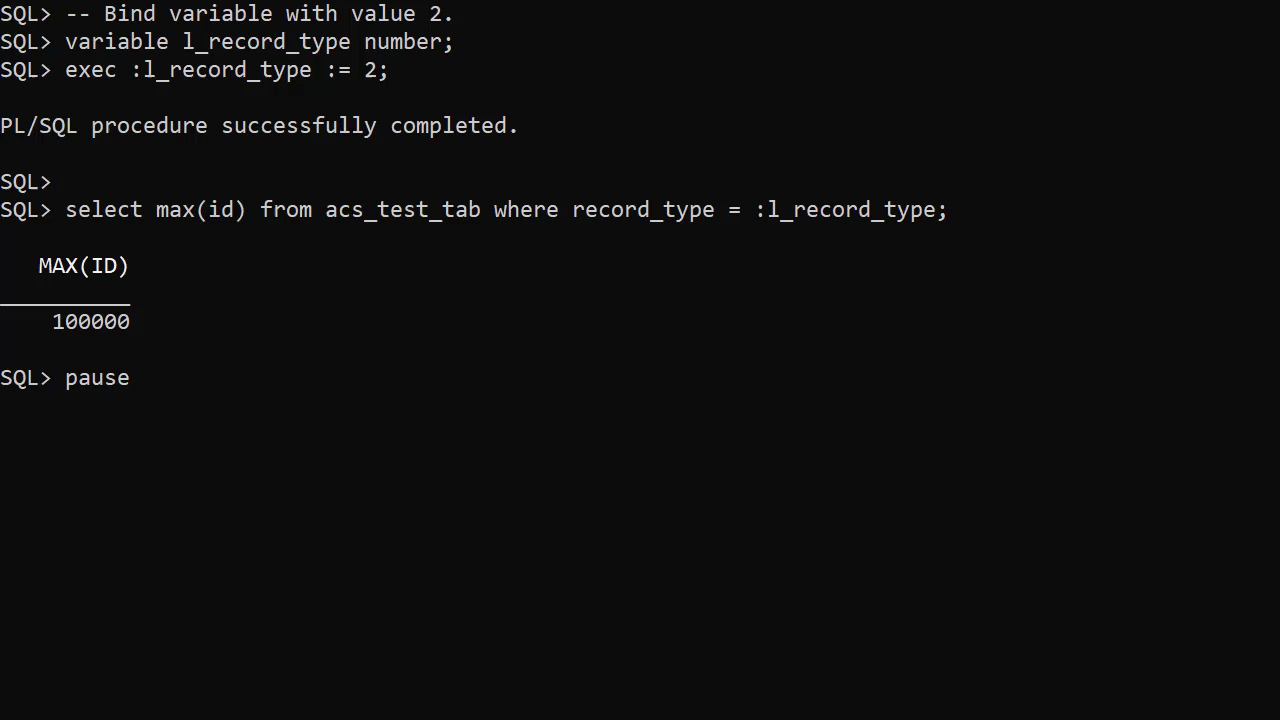 SQL> -- Bind variable with value 2.
SQL> variable l_record_type number;
SQL> exec :l_record_type := 2;
PL/SQL procedure successfully completed.
SQL>
SQL> select max(id) from acs_test_tab where record_type = :l_record_type;
MAX(ID)
__________
100000
SQL> pause